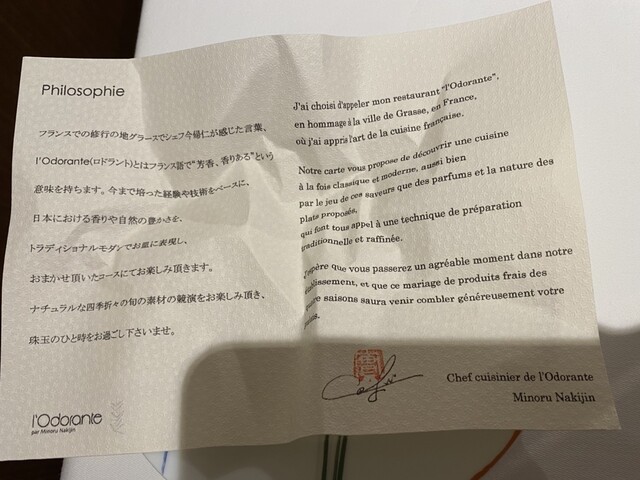 Philosophie
フランスでの修行の地グラースでシェフ今帰仁が感じた言葉、
l'Odorante(ロドラント)とはフランス語で"芳香、香りある"という
意味を持ちます。今まで培った経験や技術をベースに、
日本における香りや自然の豊かさを、
トラディショナルモダンでお皿に表現し、
おまかせ頂いたコースにてお楽しみ頂きます。
ナチュラルな四季折々の旬の素材の競演をお楽しみ頂き、
珠玉のひと時をお過ごし下さいませ。
l'Odorante
par Minoru Nakijin
J'ai choisi d'appeler mon restaurant "l'Odorante",
en hommage à la ville de Grasse, en France,
où j'ai appris l'art de la cuisine française.
Notre carte vous propose de découvrir une cuisine
à la fois classique et moderne, aussi bien
par le jeu de ces saveurs que des parfums et la nature des
plats proposés,
qui font tous appel à une technique de préparation
traditionnelle et raffinée.
J'espère que vous passerez un agréable moment dans notre
établissement, et que ce mariage de produits frais des
saisons saura venir combler généreusement votre
Chef cuisinier de l'Odorante
Minoru Nakijin